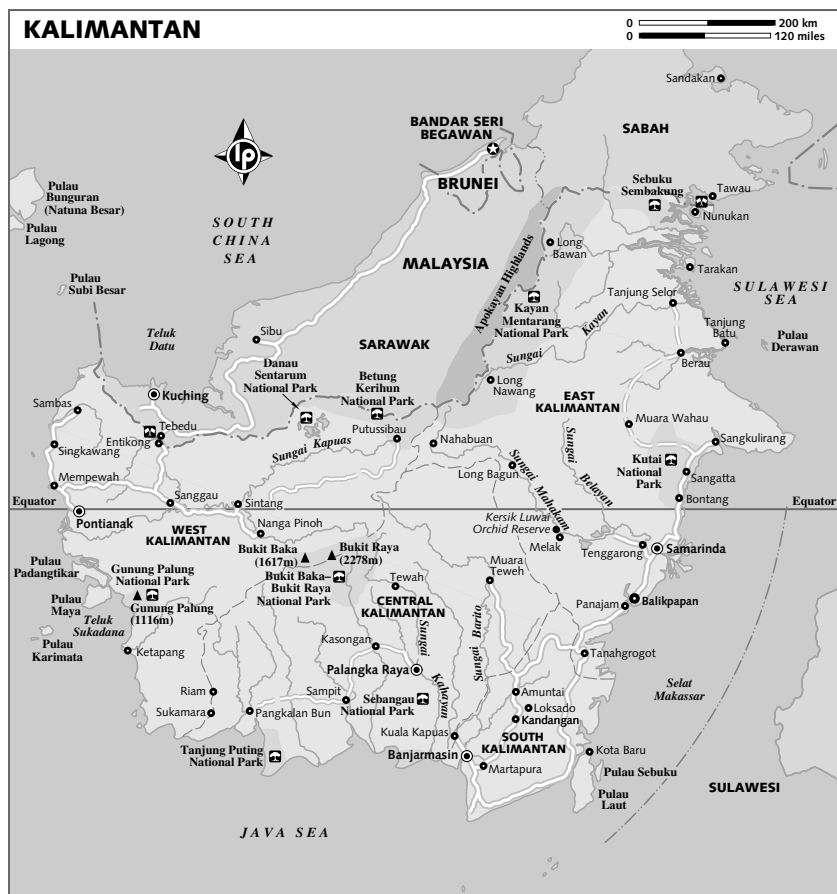 KALIMANTAN
0 200 km
0 120 miles
Sandakan
BANDAR SERI
BEGAWAN
SABAH
BRUNEI
Sebuku
Sembakung
Tawau
Nunukan
Pulau
Bunguran
(Natuna Besar)
Pulau
Lagong
SOUTH
CHINA
SEA
lp
Long
Bawan
MALAYSIA
Apokayan Highlands
Tarakan
Pulau
Subi Besar
Kayan
Mentarang
National Park
Tanjung Selor
SULAWESI
SEA
Teluk
Datu
Sibu
SARAWAK
Sungai Kayan
Tanjung
Batu
Pulau
Derawan
Berau
Danau
Sentarum
National Park
Betung
Kerihun
National Park
Long
Nawang
EAST
KALIMANTAN
Kuching
Sambas
Tebedu
Entikong
Singkawang
Sungai Kapuas
Putussibau
Nahabuan
Muara Wahau
Sangkulirang
Kutai
National
Park
Sangatta
Long Bagun
Sungai Mahakam
Sungai Belayan
Mempewah
Sanggau
Sintang
Bontang
Equator
Equator
Pontianak
WEST
KALIMANTAN
Nanga Pinoh
Kersik Luwai
Orchid Reserve
Melak
Tenggarong
Samarinda
Bukit Baka
(1617m)
Bukit Raya
(2278m)
Bukit Baka–
Bukit Raya
National Park
Muara
Teweh
Pulau
Padangtikar
Gunung Palung
National Park
Pulau
Maya
Gunung Palung
(1116m)
Teluk
Sukadana
Tewah
CENTRAL
KALIMANTAN
Panajam
Balikpapan
Pulau
Karimata
Ketapang
Kasongan
Sungai Kahayan
Sungai Barito
Tanahgrogot
Palangka Raya
Riam
Sukamara
Pangkalan Bun
Sampit
Sebangau
National Park
Amuntai
Loksado
Kandangan
Selat
Makassar
Kuala Kapuas
SOUTH
KALIMANTAN
Tanjung Puting
National Park
Banjarmasin
Martapura
Kota Baru
Pulau Sebuku
Pulau
Laut
SULAWESI
JAVA SEA